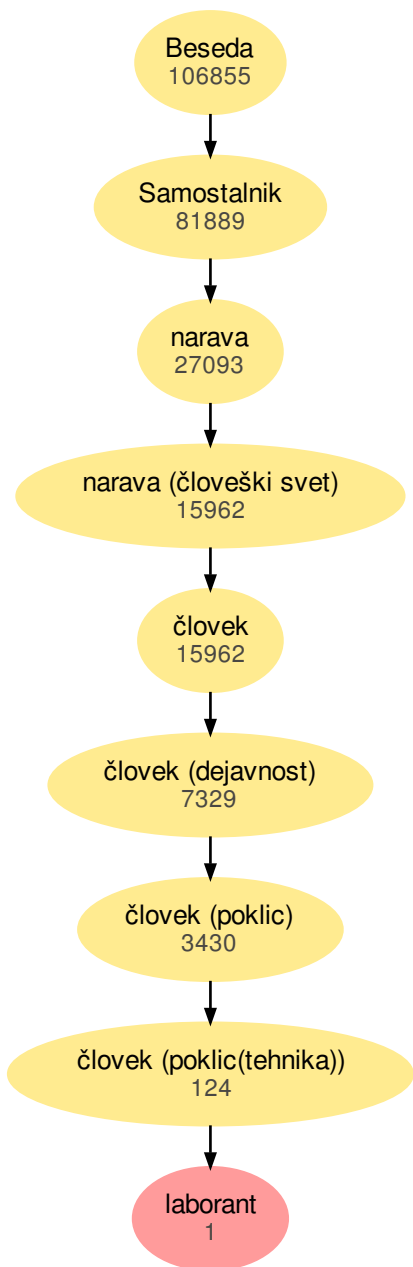 Beseda
106855
Samostalnik
81889
narava
27093
narava (človeški svet)
15962
človek
15962
človek (dejavnost)
7329
človek (poklic)
3430
človek (poklic(tehnika))
124
laborant
1